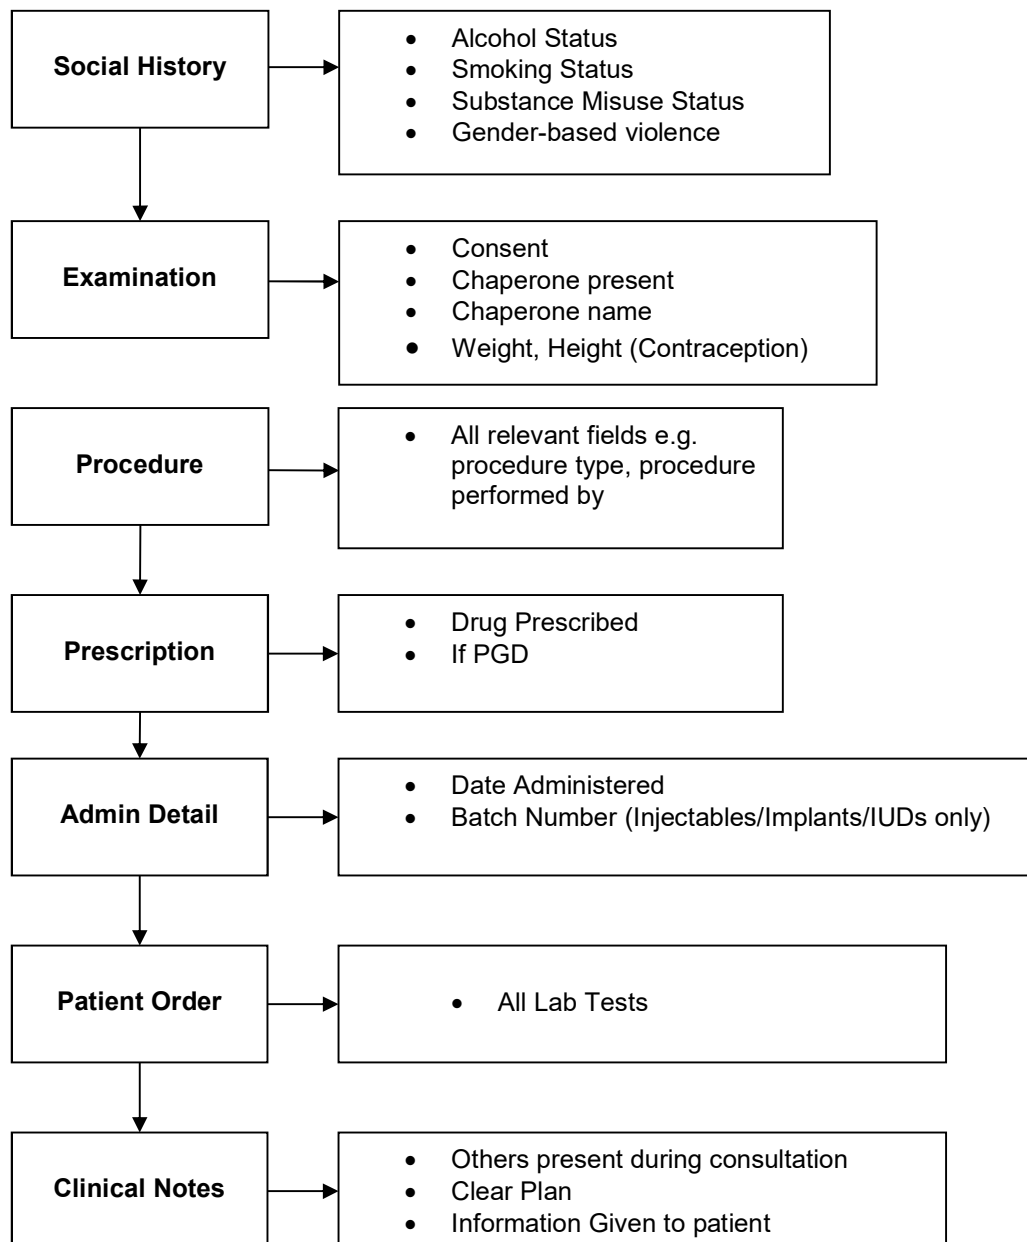 Social History
• Alcohol Status
• Smoking Status
• Substance Misuse Status
• Gender-based violence
Examination
• Consent
• Chaperone present
• Chaperone name
• Weight, Height (Contraception)
Procedure
• All relevant fields e.g.
procedure type, procedure
performed by
Prescription
• Drug Prescribed
• If PGD
Admin Detail
• Date Administered
• Batch Number (Injectables/Implants/IUDs only)
Patient Order
• All Lab Tests
Clinical Notes
• Others present during consultation
• Clear Plan
• Information Given to patient